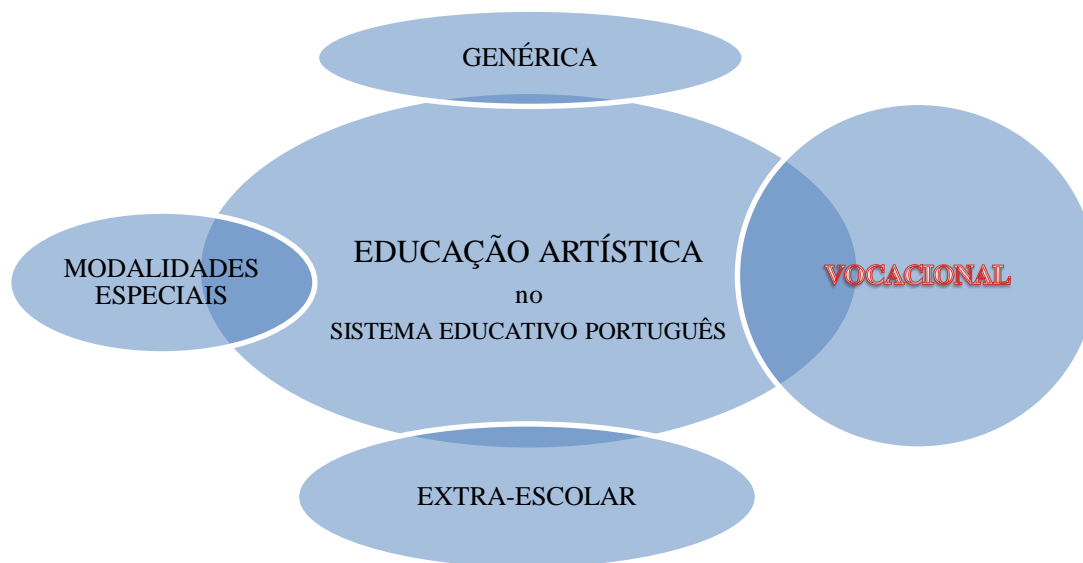 GENÉRICA
MODALIDADES
ESPECIAIS
EDUCAÇÃO ARTÍSTICA
no
SISTEMA EDUCATIVO PORTUGUÊS
VOCACIONAL
EXTRA-ESCOLAR